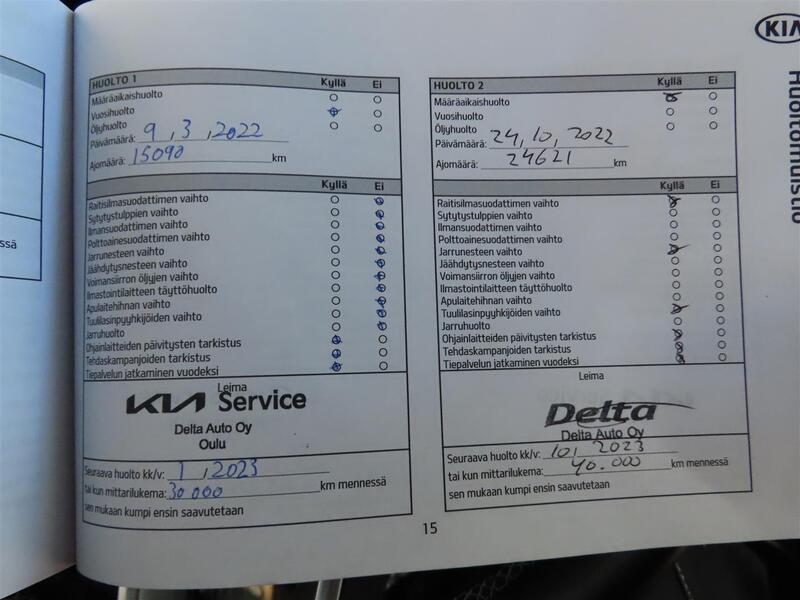 KIA
Huoltomuistio
ssä
HUOLTO 1 Kyllä Ei
Määräaikaishuolto
Vuosihuolto
Öljyhuolto
Päivämäärä: 9, 3, 2022
Ajomäärä: 15090 km
Kyllä Ei
Raitisilmasuodattimen vaihto
Sytytystulppien vaihto
Ilmansuodattimen vaihto
Polttoainesuodattimen vaihto
Jarrunesteen vaihto
Jäähdytysnesteen vaihto
Voimansiirron öljyjen vaihto
Ilmastointilaitteen täyttöhuolto
Apulaitehihnan vaihto
Tuulilasinpyyhkijöiden vaihto
Jarruhuolto
Ohjainlaitteiden päivitysten tarkistus
Tehdaskampanjoiden tarkistus
Tiepalvelun jatkaminen vuodeksi
Leima
KIA Service
Delta Auto Oy
Oulu
Seuraava huolto kk/v: 1, 2023
tai kun mittarilukema: 30 000 km mennessä
sen mukaan kumpi ensin saavutetaan
HUOLTO 2 Kyllä Ei
Määräaikaishuolto
Vuosihuolto
Öljyhuolto
Päivämäärä: 24, 10, 2022
Ajomäärä: 24621 km
Kyllä Ei
Raitisilmasuodattimen vaihto
Sytytystulppien vaihto
Ilmansuodattimen vaihto
Polttoainesuodattimen vaihto
Jarrunesteen vaihto
Jäähdytysnesteen vaihto
Voimansiirron öljyjen vaihto
Ilmastointilaitteen täyttöhuolto
Apulaitehihnan vaihto
Tuulilasinpyyhkijöiden vaihto
Jarruhuolto
Ohjainlaitteiden päivitysten tarkistus
Tehdaskampanjoiden tarkistus
Tiepalvelun jatkaminen vuodeksi
Leima
Delta
Delta Auto Oy
Seuraava huolto kk/v: 10, 2023
tai kun mittarilukema: 40.000 km mennessä
sen mukaan kumpi ensin saavutetaan
15